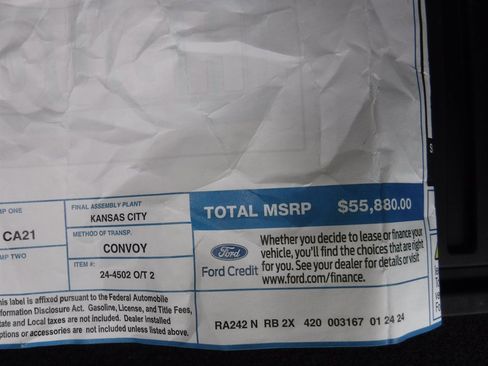 MP ONE
CA21
MP TWO
FINAL ASSEMBLY PLANT
KANSAS CITY
METHOD OF TRANSP.
CONVOY
ITEM #:
24-4502 O/T 2
TOTAL MSRP $55,880.00
Ford
Ford Credit
Whether you decide to lease or finance your
vehicle, you'll find the choices that are right
for you. See your dealer for details or visit
www.ford.com/finance.
This label is affixed pursuant to the Federal Automobile
Information Disclosure Act. Gasoline, License, and Title Fees,
State and Local taxes are not included. Dealer installed
options or accessories are not included unless listed above.
RA242 N RB 2X 420 003167 01 24 24